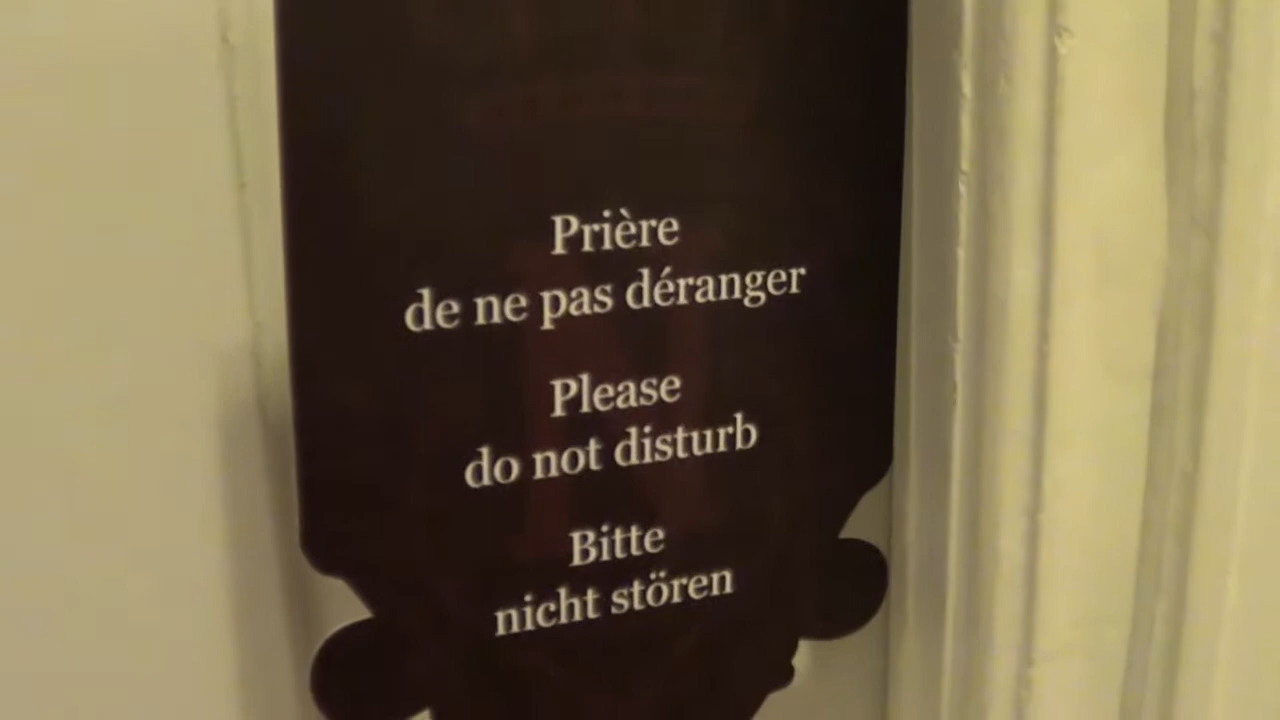 Prière
de ne pas déranger
Please
do not disturb
Bitte
nicht stören